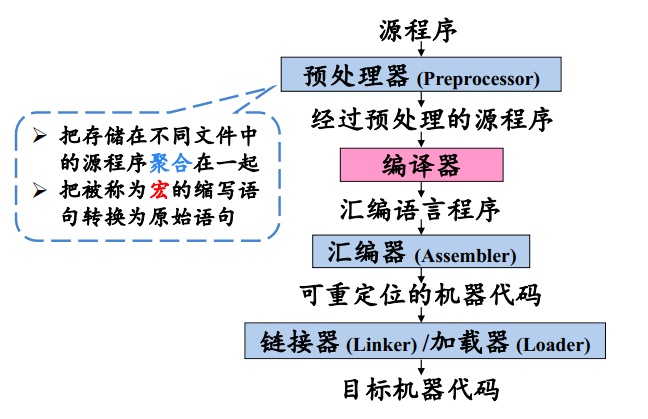 源程序
预处理器 (Preprocessor)
经过预处理的源程序
➢ 把存储在不同文件中
的源程序聚合在一起
➢ 把被称为宏的缩写语
句转换为原始语句
编译器
汇编语言程序
汇编器 (Assembler)
可重定位的机器代码
链接器 (Linker) /加载器 (Loader)
目标机器代码